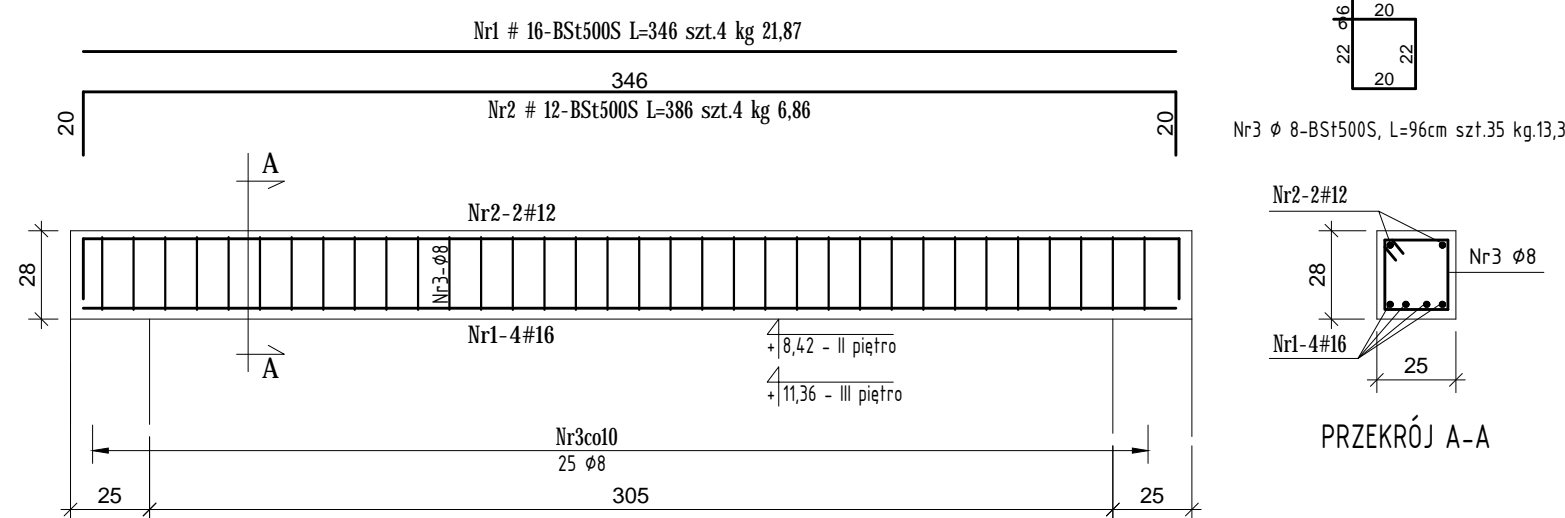 Nr1 # 16-BSt500S L=346 szt.4 kg 21,87
346
Nr2 # 12-BSt500S L=386 szt.4 kg 6,86
20
20
6
20
22
22
20
Nr3 Ø 8-BSt500S, L=96cm szt.35 kg.13,3
A
Nr2-2#12
28
Nr3-Ø8
Nr1-4#16
A
+ 8,42 - II piętro
+ 11,36 - III piętro
Nr3co10
25 Ø8
25
305
25
Nr2-2#12
28
Nr3 Ø8
Nr1-4#16
25
PRZEKRÓJ A-A